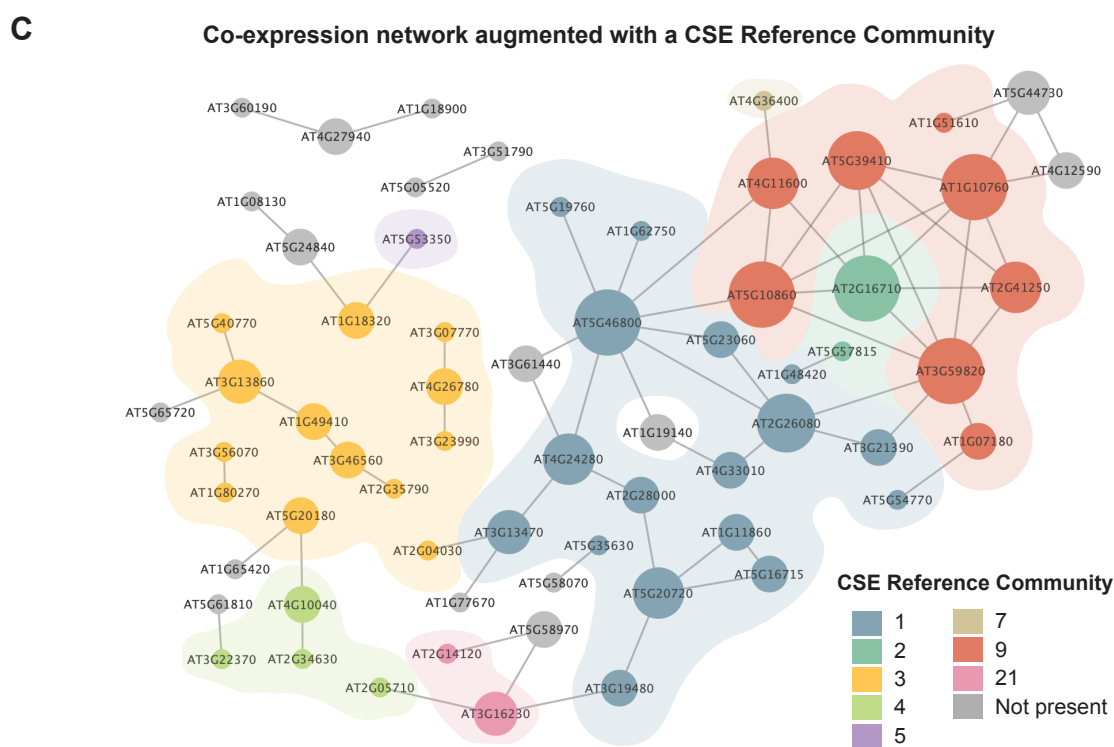 C
Co-expression network augmented with a CSE Reference Community
AT3G60190
AT1G18900
AT4G27940
AT4G36400
AT5G44730
AT1G51610
AT3G51790
AT5G39410
AT4G12590
AT5G05520
AT4G11600
AT1G10760
AT1G08130
AT5G19760
AT1G62750
AT5G53350
AT5G24840
AT5G10860
AT2G16710
AT2G41250
AT5G40770
AT1G18320
AT3G07770
AT5G46800
AT5G23060
AT5G57815
AT3G61440
AT1G48420
AT3G59820
AT3G13860
AT4G26780
AT5G65720
AT1G49410
AT2G26080
AT3G23990
AT1G19140
AT1G07180
AT3G21390
AT3G56070
AT3G46560
AT4G24280
AT4G33010
AT1G80270
AT2G35790
AT2G28000
AT5G54770
AT5G20180
AT3G13470
AT1G11860
AT2G04030
AT5G35630
AT1G65420
AT5G58070
AT5G16715
AT5G20720
AT5G61810
AT4G10040
AT1G77670
AT5G58970
AT3G22370
AT2G34630
AT2G14120
AT2G05710
AT3G19480
AT3G16230
CSE Reference Community
1
2
3
4
5
7
9
21
Not present